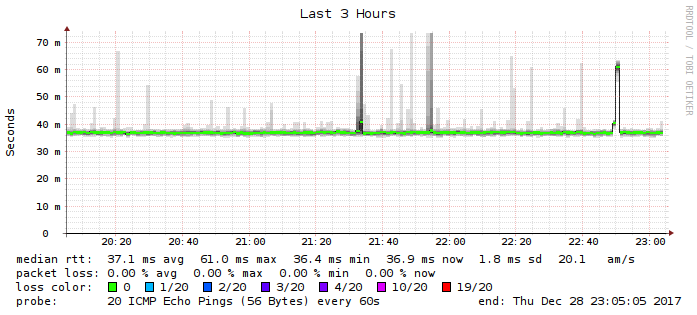 Last 3 Hours
RRDTOOL / TOBI OETIKER
Seconds
70 m
60 m
50 m
40 m
30 m
20 m
10 m
0
20:20 20:40 21:00 21:20 21:40 22:00 22:20 22:40 23:00
median rtt: 37.1 ms avg 61.0 ms max 36.4 ms min 36.9 ms now 1.8 ms sd 20.1 am/s
packet loss: 0.00 % avg 0.00 % max 0.00 % min 0.00 % now
loss color: 0 1/20 2/20 3/20 4/20 10/20 19/20
probe: 20 ICMP Echo Pings (56 Bytes) every 60s end: Thu Dec 28 23:05:05 2017